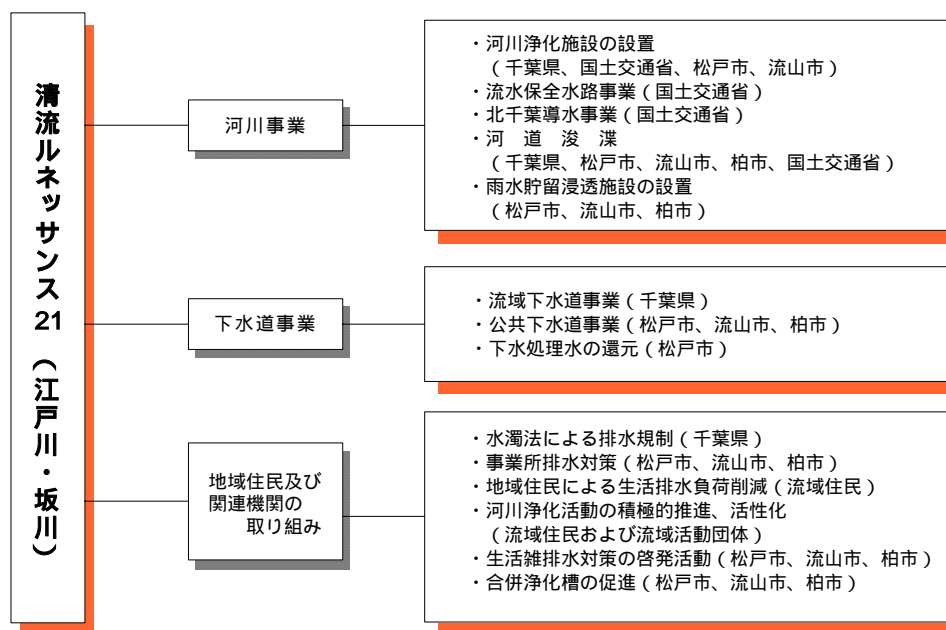 清流ルネッサンス21（江戸川・坂川）
河川事業
・河川浄化施設の設置
（千葉県、国土交通省、松戸市、流山市）
・流水保全水路事業（国土交通省）
・北千葉導水事業（国土交通省）
・河　道　浚　渫
（千葉県、松戸市、流山市、柏市、国土交通省）
・雨水貯留浸透施設の設置
（松戸市、流山市、柏市）
下水道事業
・流域下水道事業（千葉県）
・公共下水道事業（松戸市、流山市、柏市）
・下水処理水の還元（松戸市）
地域住民及び
関連機関の
取り組み
・水濁法による排水規制（千葉県）
・事業所排水対策（松戸市、流山市、柏市）
・地域住民による生活排水負荷削減（流域住民）
・河川浄化活動の積極的推進、活性化
（流域住民および流域活動団体）
・生活雑排水対策の啓発活動（松戸市、流山市、柏市）
・合併浄化槽の促進（松戸市、流山市、柏市）